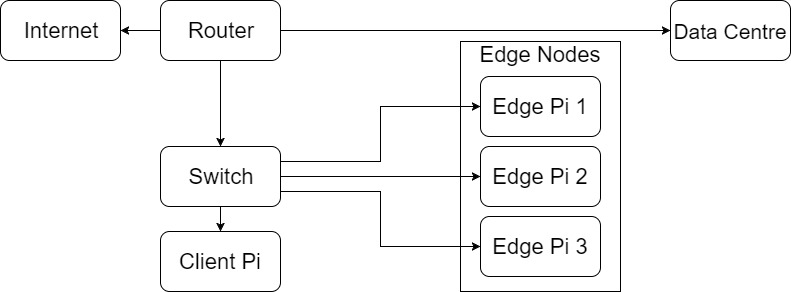 Internet
Router
Data Centre
Edge Nodes
Edge Pi 1
Switch
Edge Pi 2
Edge Pi 3
Client Pi